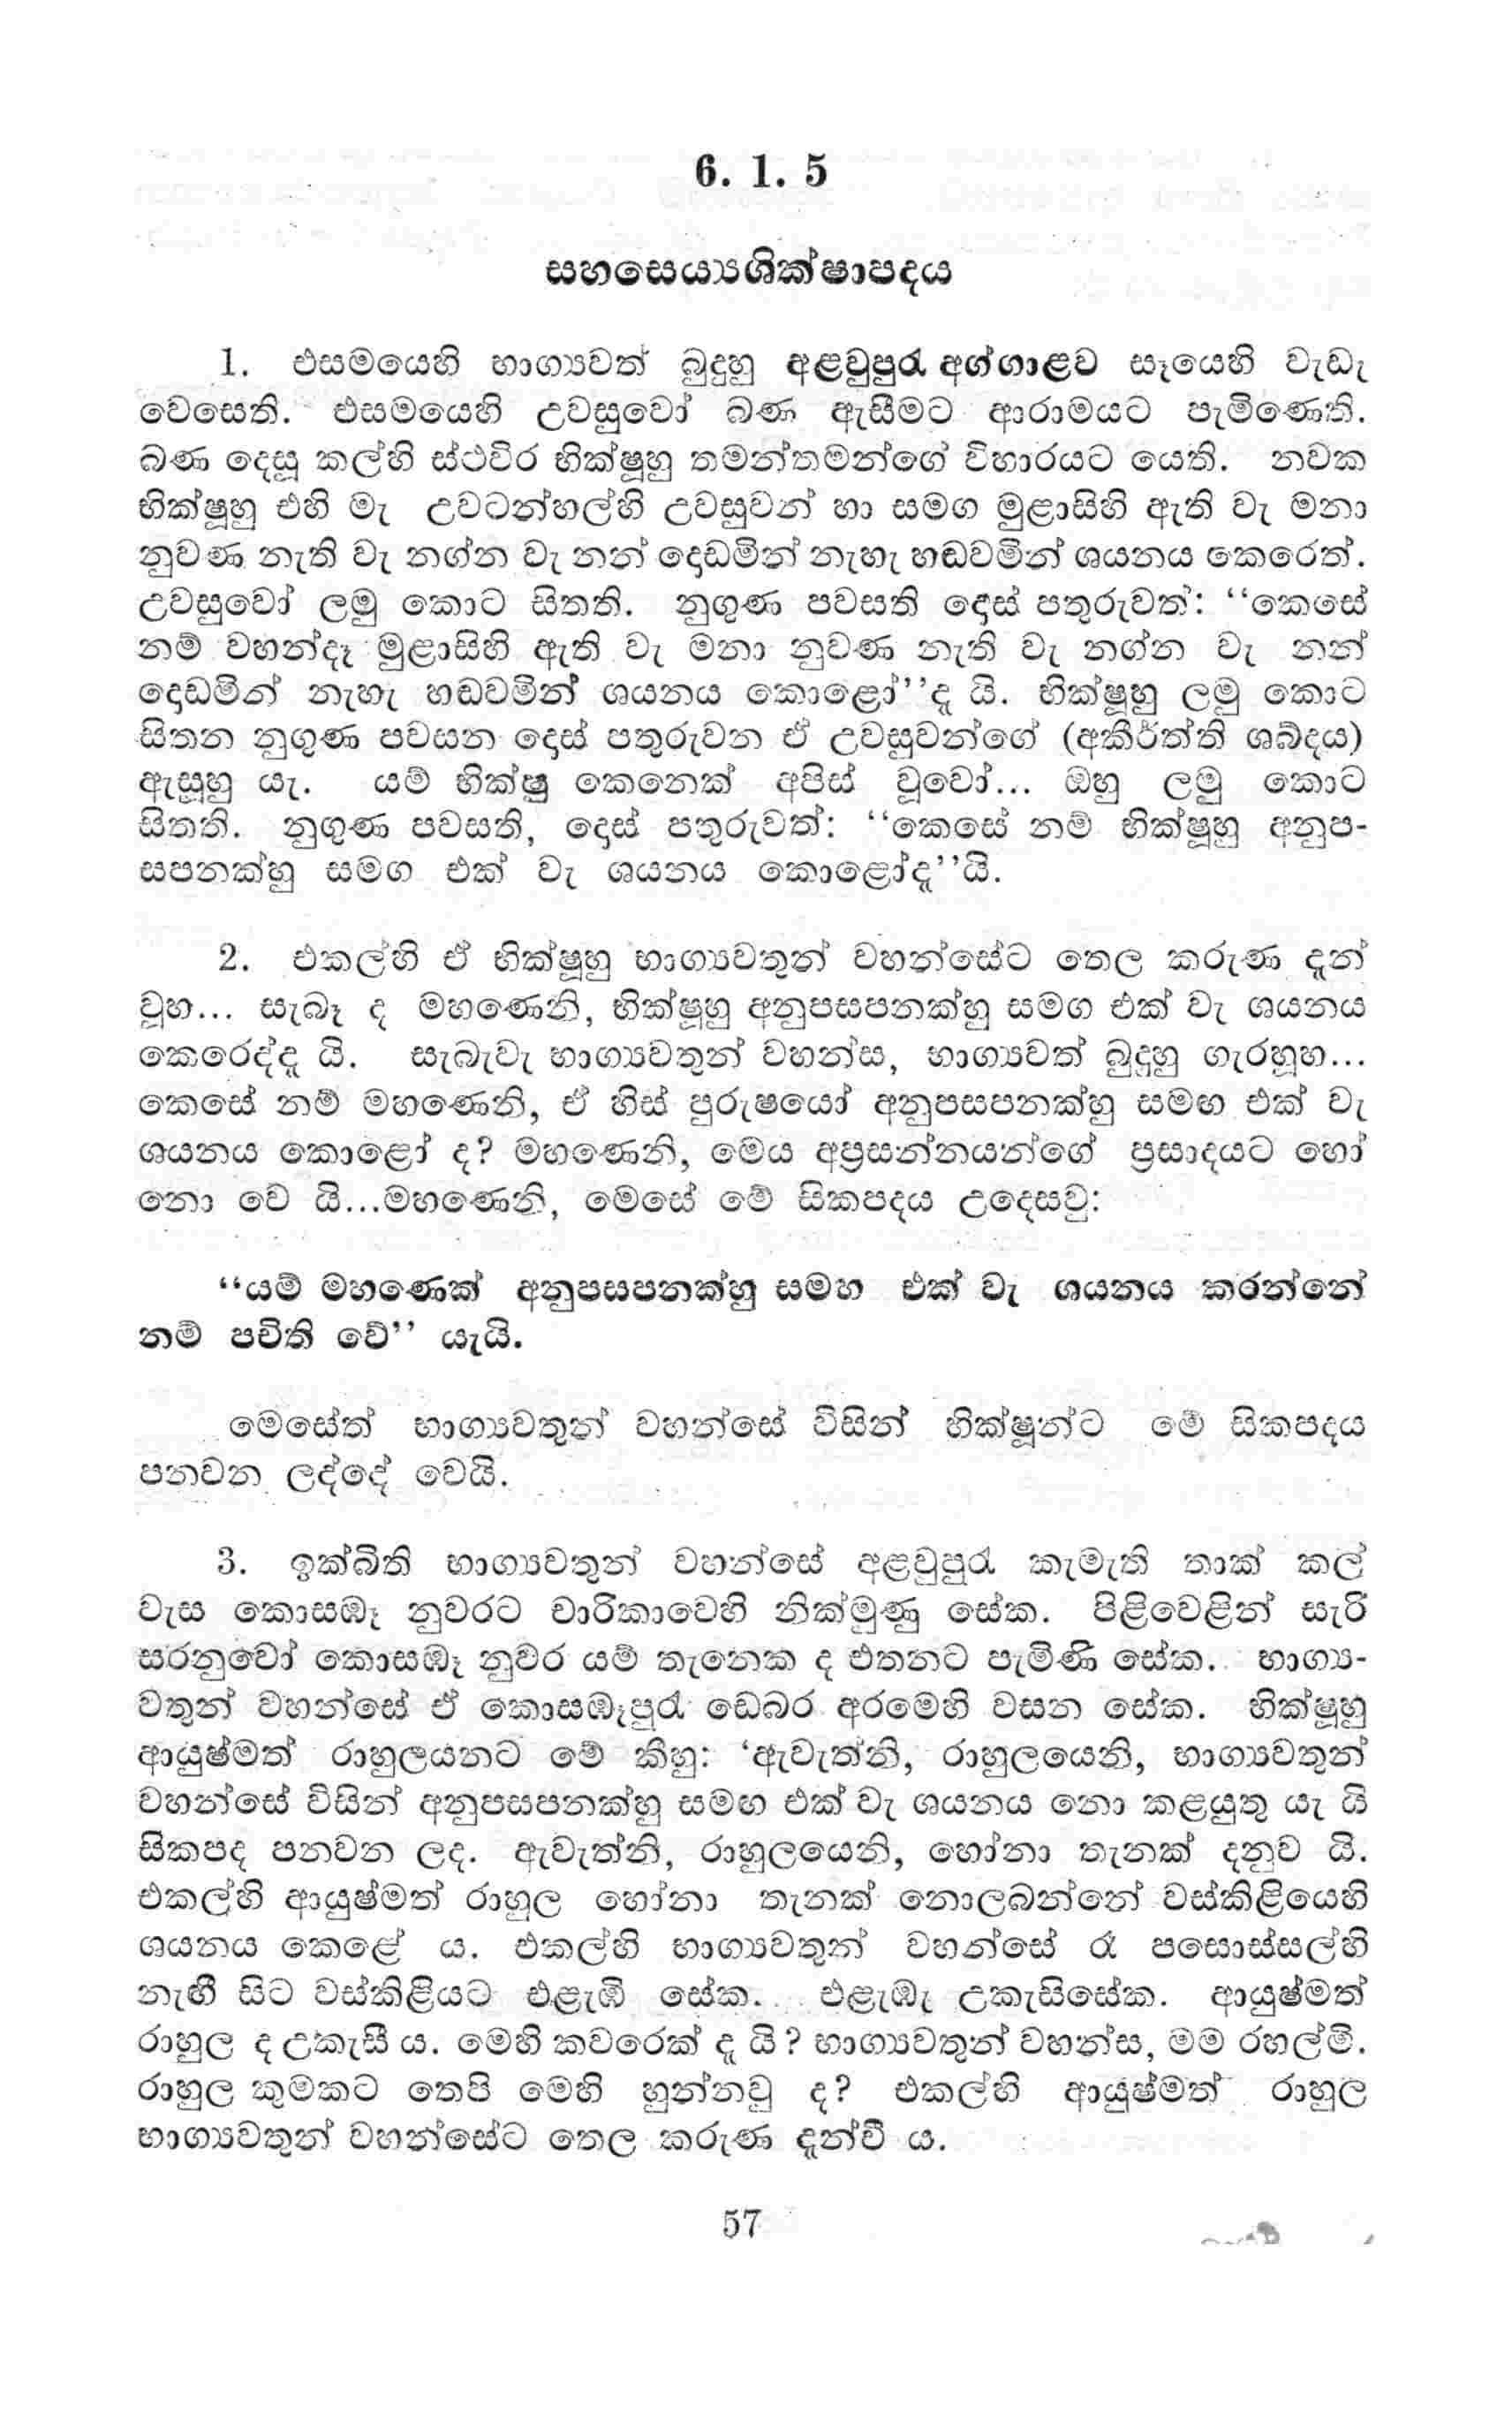 6. 1. 5
සහසෙය්‍යශික්ෂාපදය
1. එසමයෙහි භාග්‍යවත් බුදුහු අළවුපුරැ අග්ගාළව සෑයෙහි වැඩැ
වෙසෙති. එසමයෙහි උවසුවෝ බණ ඇසීමට ආරාමයට පැමිණෙති.
බණ දෙසූ කල්හි ස්ථවිර භික්ෂූහු තමන්තමන්ගේ විහාරයට යෙති. නවක
භික්ෂූහු එහි මැ උවටන්හල්හි උවසුවන් හා සමග මුළාසිහි ඇති වැ මනා
නුවණ නැති වැ නග්න වැ නන් දෙඩමින් නැහැ හඬවමින් ශයනය කෙරෙත්.
උවසුවෝ ලමු කොට සිතති. නුගුණ පවසති දොස් පතුරුවත්: “කෙසේ
නම් වහන්දෑ මුළාසිහි ඇති වැ මනා නුවණ නැති වැ නග්න වැ නන්
දොඩමින් නැහැ හඬවමින් ශයනය කොළෝ”ද යි. භික්ෂූහු ලමු කොට
සිතන නුගුණ පවසන දොස් පතුරුවන ඒ උවසුවන්ගේ (අකීර්ත්ති ශබ්දය)
ඇසූහු යැ. යම් භික්ෂු කෙනෙක් අපිස් වූවෝ... ඔහු ලමු කොට
සිතති. නුගුණ පවසති, දොස් පතුරුවත්: “කෙසේ නම් භික්ෂූහු අනුප-
සපනක්හු සමග එක් වැ ශයනය කොළෝද”යි.
2. එකල්හි ඒ භික්ෂූහු භාග්‍යවතුන් වහන්සේට තෙල කරුණ දැන්
වූහ... සැබෑ ද මහණෙනි, භික්ෂූහු අනුපසපනක්හු සමග එක් වැ ශයනය
කෙරෙද්ද යි. සැබැවැ භාග්‍යවතුන් වහන්ස, භාග්‍යවත් බුදුහු ගැරහූහ...
කෙසේ නම් මහණෙනි, ඒ හිස් පුරුෂයෝ අනුපසපනක්හු සමඟ එක් වැ
ශයනය කොළෝ ද? මහණෙනි, මෙය අප්‍රසන්නයන්ගේ ප්‍රසාදයට හෝ
නො වෙ යි...මහණෙනි, මෙසේ මේ සිකපදය උදෙසවු:
“යම් මහණෙක් අනුපසපනක්හු සමහ එක් වැ ශයනය කරන්නේ
නම් පචිති වේ” යැයි.
මෙසේත් භාග්‍යවතුන් වහන්සේ විසින් භික්ෂූන්ට මේ සිකපදය
පනවන ලද්දේ වෙයි.
3. ඉක්බිති භාග්‍යවතුන් වහන්සේ අළවුපුරැ කැමැති තාක් කල්
වැස කොසඹෑ නුවරට චාරිකාවෙහි නික්මුණු සේක. පිළිවෙළින් සැරි
සරනුවෝ කොසඹෑ නුවර යම් තැනෙක ද එතනට පැමිණි සේක. භාග්‍ය-
වතුන් වහන්සේ ඒ කොසඹෑපුරැ ඩෙබර අරමෙහි වසන සේක. භික්ෂූහු
ආයුෂ්මත් රාහුලයනට මේ කීහු: ‘ඇවැත්නි, රාහුලයෙනි, භාග්‍යවතුන්
වහන්සේ විසින් අනුපසපනක්හු සමඟ එක් වැ ශයනය නො කළයුතු යැ යි
සිකපද පනවන ලද. ඇවැත්නි, රාහුලයෙනි, හෝනා තැනක් දනුව යි.
එකල්හි ආයුෂ්මත් රාහුල හෝනා තැනක් නොලබන්නේ වස්කිළියෙහි
ශයනය කෙළේ ය. එකල්හි භාග්‍යවතුන් වහන්සේ රෑ පසොස්සල්හි
නැඟී සිට වස්කිළියට එළැඹි සේක. එළැඹැ උකැසිසේක. ආයුෂ්මත්
රාහුල ද උකැසී ය. මෙහි කවරෙක් ද යි? භාග්‍යවතුන් වහන්ස, මම රහල්මි.
රාහුල කුමකට තෙපි මෙහි හුන්නවු ද? එකල්හි ආයුෂ්මත් රාහුල
භාග්‍යවතුන් වහන්සේට තෙල කරුණ දැන්වී ය.
57